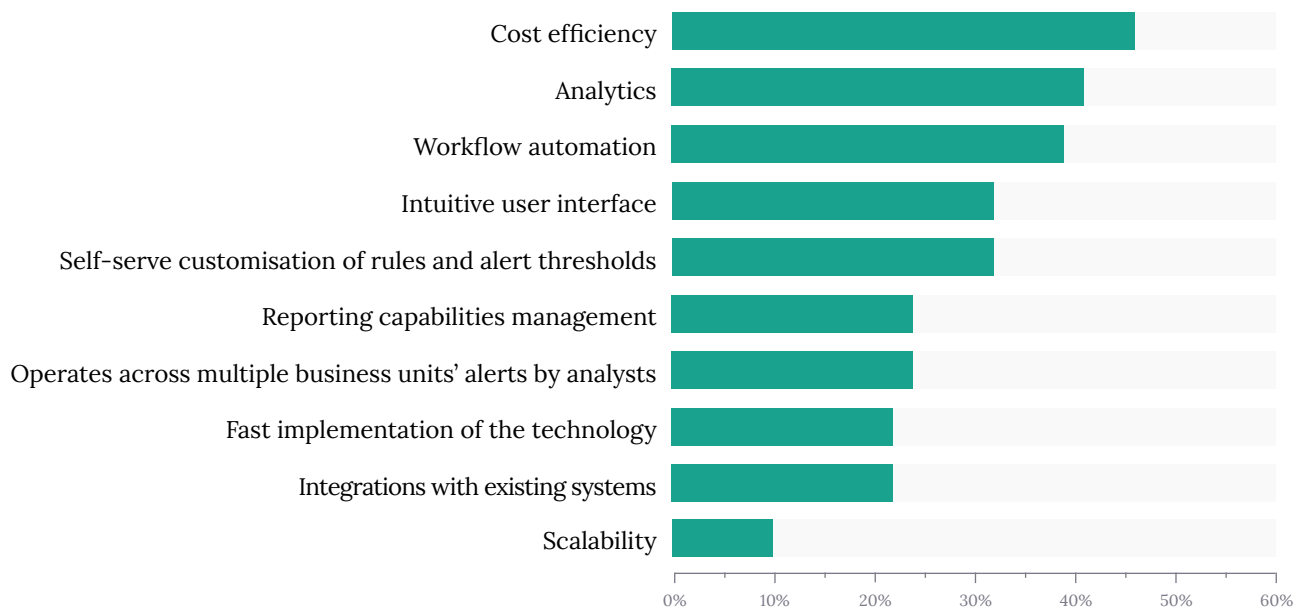 Cost efficiency
Analytics
Workflow automation
Intuitive user interface
Self-serve customisation of rules and alert thresholds
Reporting capabilities management
Operates across multiple business units’ alerts by analysts
Fast implementation of the technology
Integrations with existing systems
Scalability
0% 10% 20% 30% 40% 50% 60%